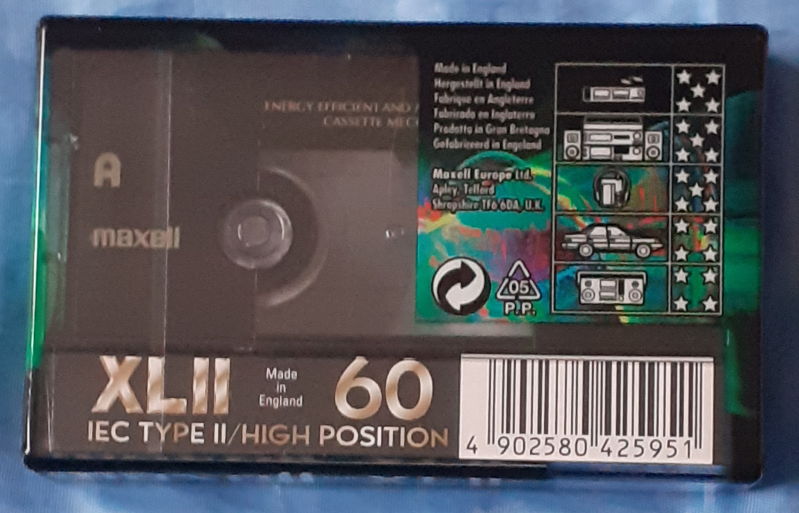 ENERGY EFFICIENT AND
CASSETTE MEC
A
maxell
Made in England
Hergestellt in England
Fabriqué en Angleterre
Fabricado en Inglaterra
Prodotto in Gran Bretagna
Gefabriceerd in Engeland
Maxell Europe Ltd.
Apley, Telford
Shropshire TF6 6DA, U.K.
05
P.P.
XLII
Made
in
England
60
IEC TYPE II/HIGH POSITION
4 902580 425951